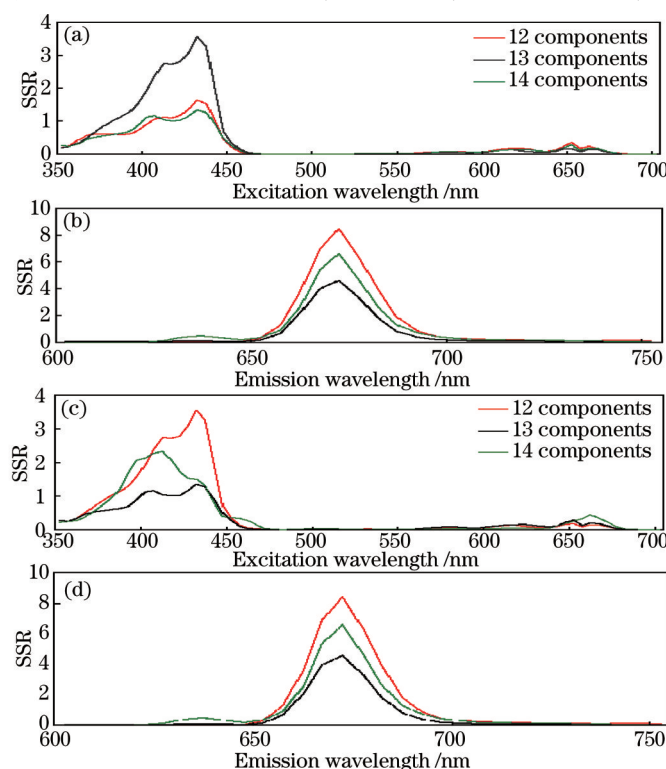 (a)
12 components
13 components
14 components
SSR
4
3
2
1
0
350 400 450 500 550 600 650 700
Excitation wavelength /nm
(b)
SSR
10
8
6
4
2
0
600 650 700 750
Emission wavelength /nm
(c)
12 components
13 components
14 components
SSR
4
3
2
1
0
350 400 450 500 550 600 650 700
Excitation wavelength /nm
(d)
SSR
10
8
6
4
2
0
600 650 700 750
Emission wavelength /nm